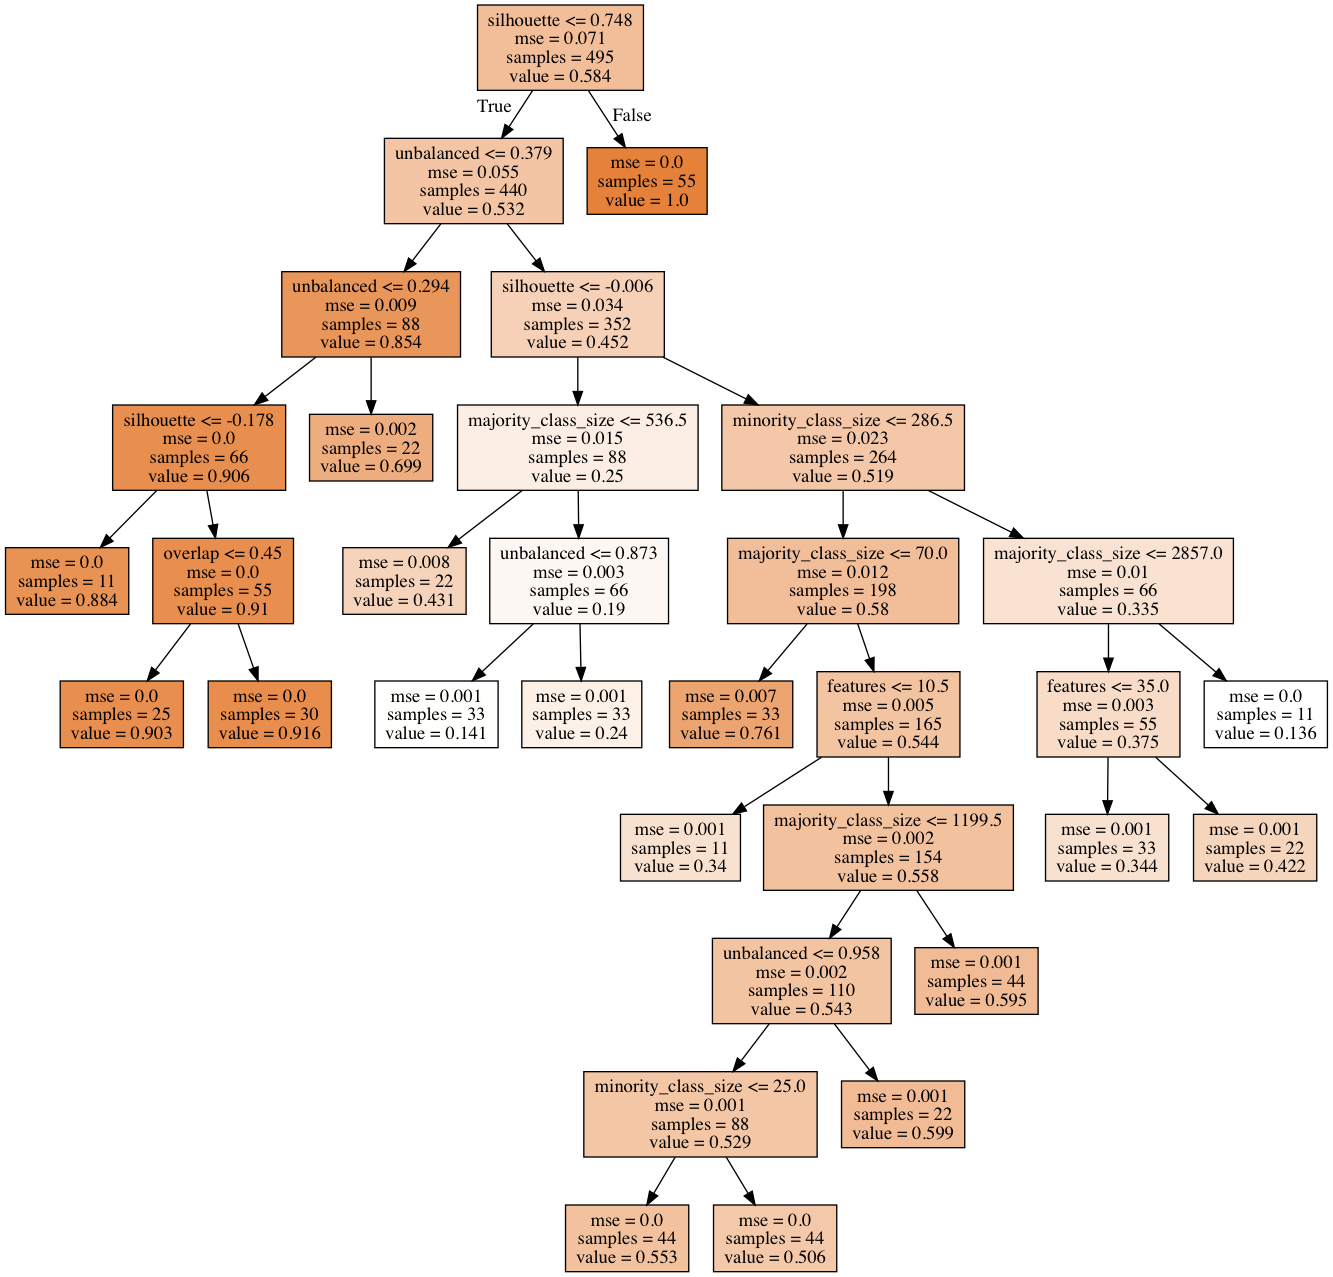 silhouette <= 0.748
mse = 0.071
samples = 495
value = 0.584
True
False
unbalanced <= 0.379
mse = 0.055
samples = 440
value = 0.532
mse = 0.0
samples = 55
value = 1.0
unbalanced <= 0.294
mse = 0.009
samples = 88
value = 0.854
silhouette <= -0.006
mse = 0.034
samples = 352
value = 0.452
silhouette <= -0.178
mse = 0.0
samples = 66
value = 0.906
mse = 0.002
samples = 22
value = 0.699
majority_class_size <= 536.5
mse = 0.015
samples = 88
value = 0.25
minority_class_size <= 286.5
mse = 0.023
samples = 264
value = 0.519
mse = 0.0
samples = 11
value = 0.884
overlap <= 0.45
mse = 0.0
samples = 55
value = 0.91
mse = 0.008
samples = 22
value = 0.431
unbalanced <= 0.873
mse = 0.003
samples = 66
value = 0.19
majority_class_size <= 70.0
mse = 0.012
samples = 198
value = 0.58
majority_class_size <= 2857.0
mse = 0.01
samples = 66
value = 0.335
mse = 0.0
samples = 25
value = 0.903
mse = 0.0
samples = 30
value = 0.916
mse = 0.001
samples = 33
value = 0.141
mse = 0.001
samples = 33
value = 0.24
mse = 0.007
samples = 33
value = 0.761
features <= 10.5
mse = 0.005
samples = 165
value = 0.544
features <= 35.0
mse = 0.003
samples = 55
value = 0.375
mse = 0.0
samples = 11
value = 0.136
mse = 0.001
samples = 11
value = 0.34
majority_class_size <= 1199.5
mse = 0.002
samples = 154
value = 0.558
mse = 0.001
samples = 33
value = 0.344
mse = 0.001
samples = 22
value = 0.422
unbalanced <= 0.958
mse = 0.002
samples = 110
value = 0.543
mse = 0.001
samples = 44
value = 0.595
minority_class_size <= 25.0
mse = 0.001
samples = 88
value = 0.529
mse = 0.001
samples = 22
value = 0.599
mse = 0.0
samples = 44
value = 0.553
mse = 0.0
samples = 44
value = 0.506